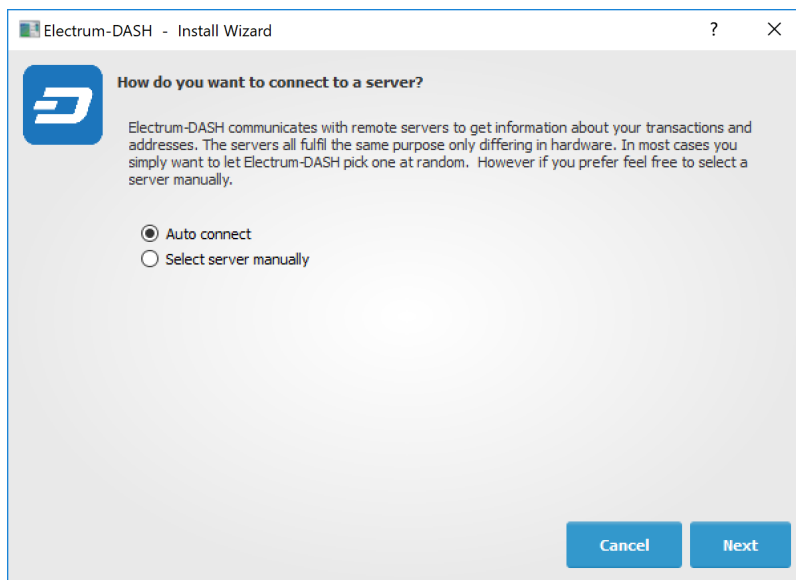 Electrum-DASH - Install Wizard
?
How do you want to connect to a server?
Electrum-DASH communicates with remote servers to get information about your transactions and
addresses. The servers all fulfil the same purpose only differing in hardware. In most cases you
simply want to let Electrum-DASH pick one at random.  However if you prefer feel free to select a
server manually.
Auto connect
Select server manually
Cancel
Next